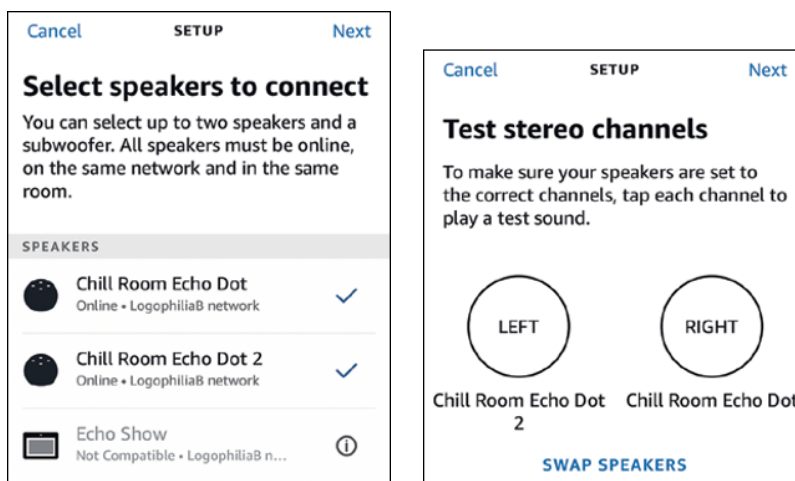 Cancel SETUP Next
Select speakers to connect
You can select up to two speakers and a
subwoofer. All speakers must be online,
on the same network and in the same
room.
SPEAKERS
Chill Room Echo Dot
Online • LogophiliaB network
Chill Room Echo Dot 2
Online • LogophiliaB network
Echo Show
Not Compatible • LogophiliaB n...
Cancel SETUP Next
Test stereo channels
To make sure your speakers are set to
the correct channels, tap each channel to
play a test sound.
LEFT RIGHT
Chill Room Echo Dot Chill Room Echo Dot
2
SWAP SPEAKERS